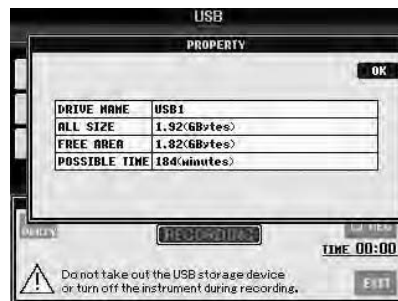 USB
PROPERTY
OK
DRIVE NAME USB1
ALL SIZE 1.92(GBytes)
FREE AREA 1.82(GBytes)
POSSIBLE TIME 184(minutes)
RECORDING
TIME 00:00
Do not take out the USB storage device
or turn off the instrument during recording.
EXIT